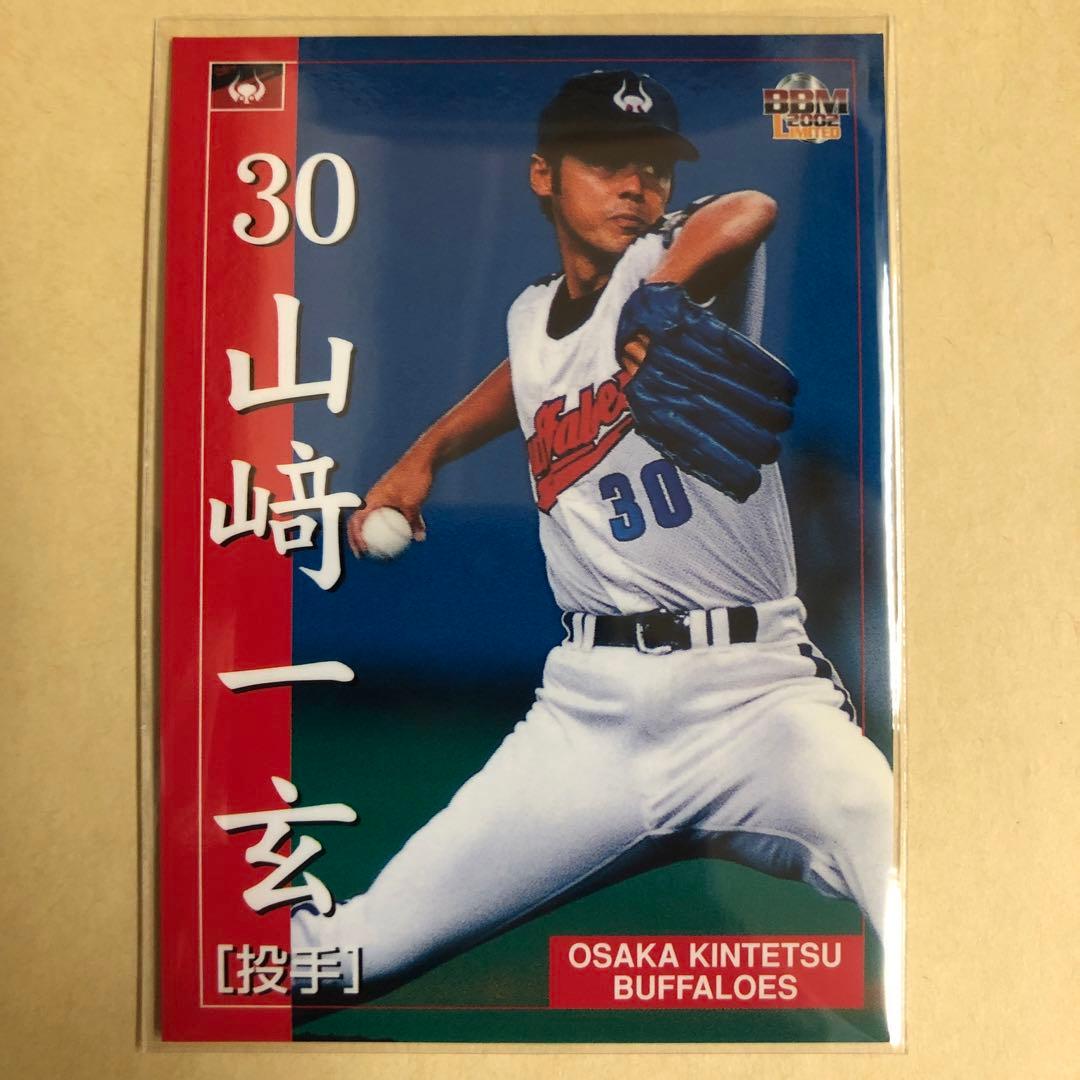 BBM
2002
LIMITED
30
山﨑一玄
[投手]
30
OSAKA KINTETSU
BUFFALOES